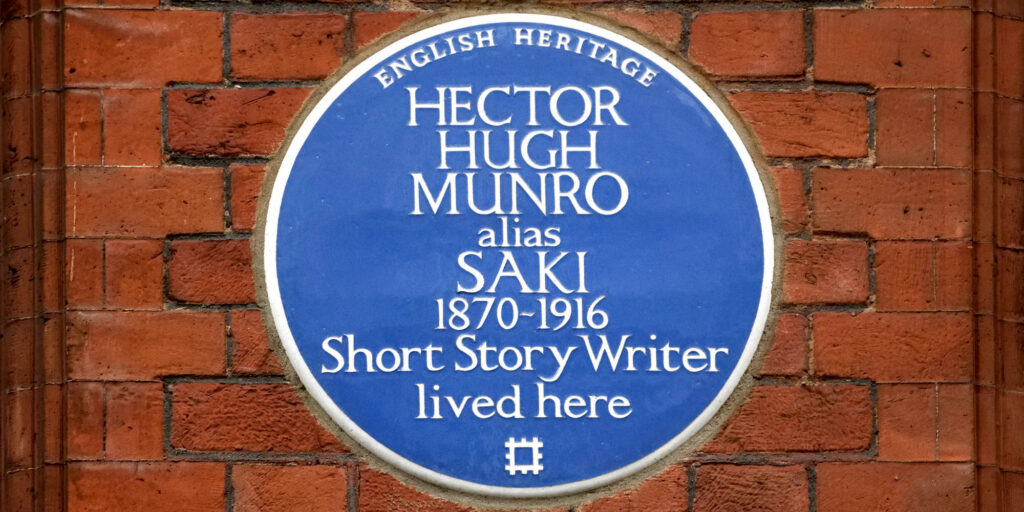 ENGLISH HERITAGE
HECTOR
HUGH
MUNRO
alias
SAKI
1870-1916
Short Story Writer
lived here